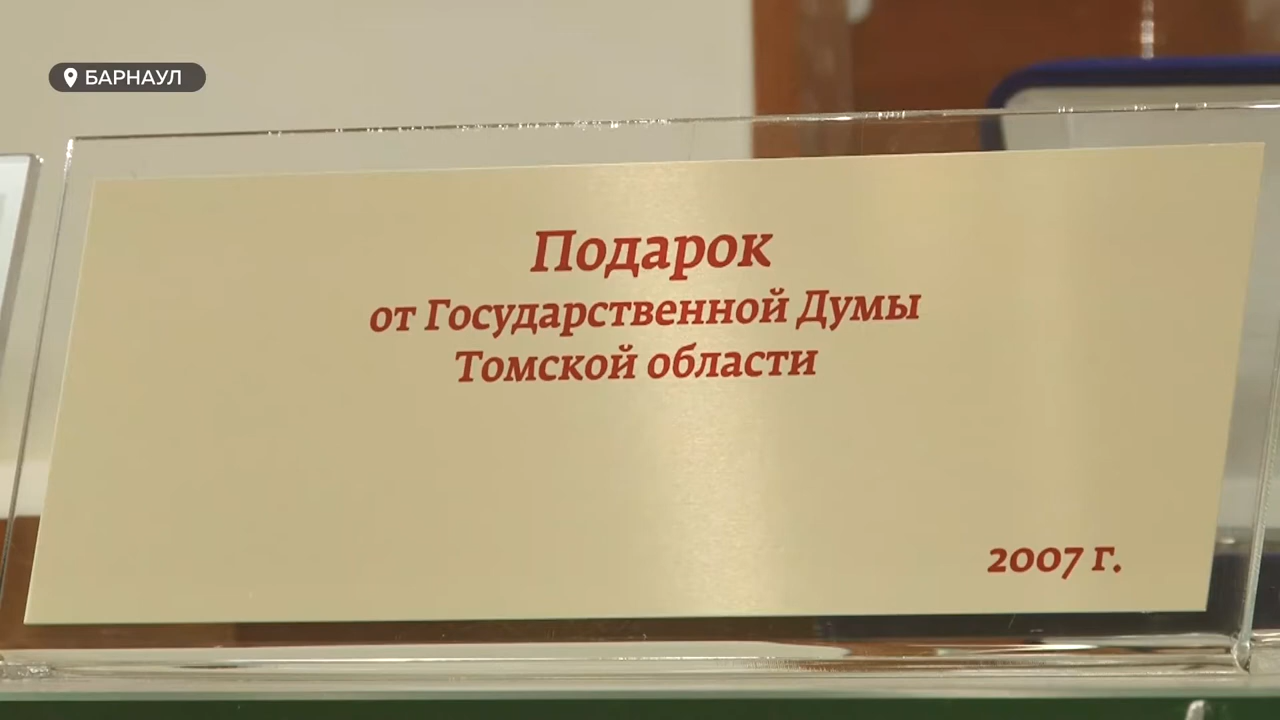 БАРНАУЛ
Подарок
от Государственной Думы
Томской области
2007 г.